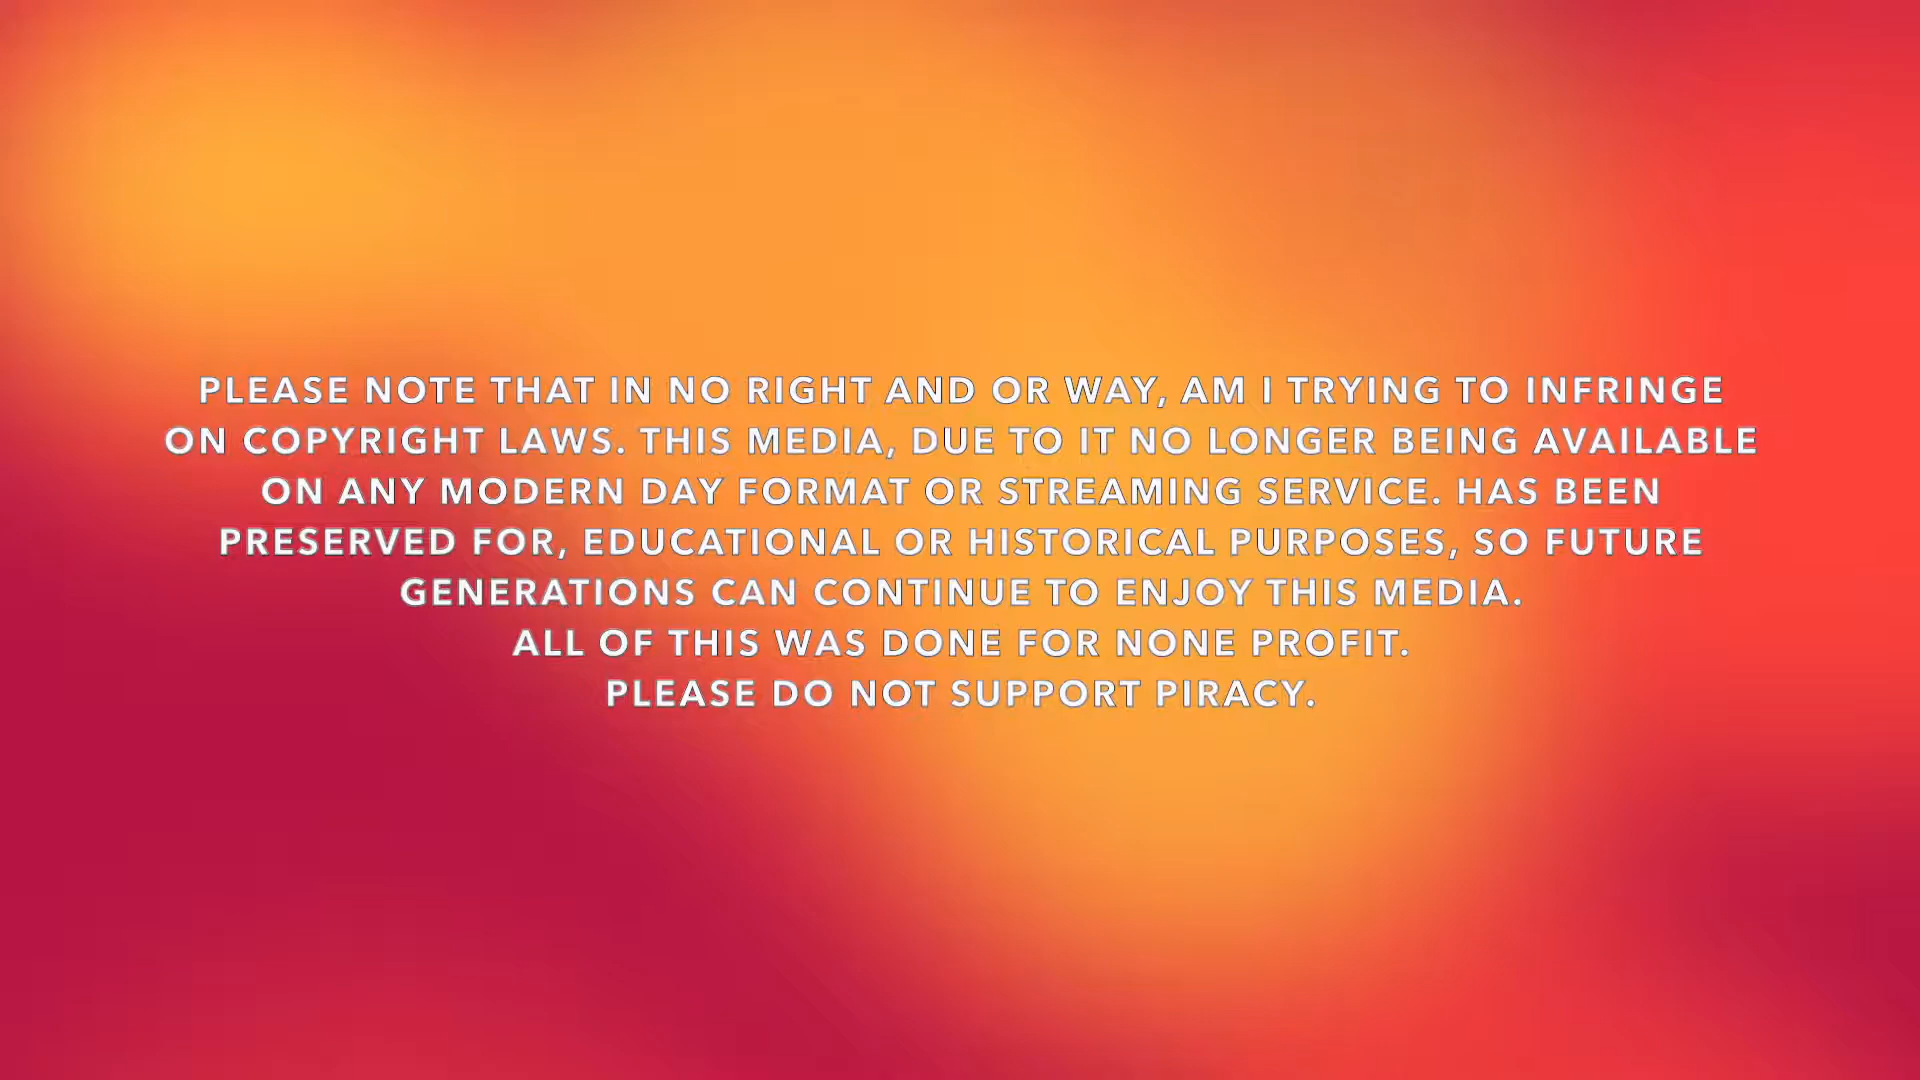 PLEASE NOTE THAT IN NO RIGHT AND OR WAY, AM I TRYING TO INFRINGE
ON COPYRIGHT LAWS. THIS MEDIA, DUE TO IT NO LONGER BEING AVAILABLE
ON ANY MODERN DAY FORMAT OR STREAMING SERVICE. HAS BEEN
PRESERVED FOR, EDUCATIONAL OR HISTORICAL PURPOSES, SO FUTURE
GENERATIONS CAN CONTINUE TO ENJOY THIS MEDIA.
ALL OF THIS WAS DONE FOR NONE PROFIT.
PLEASE DO NOT SUPPORT PIRACY.